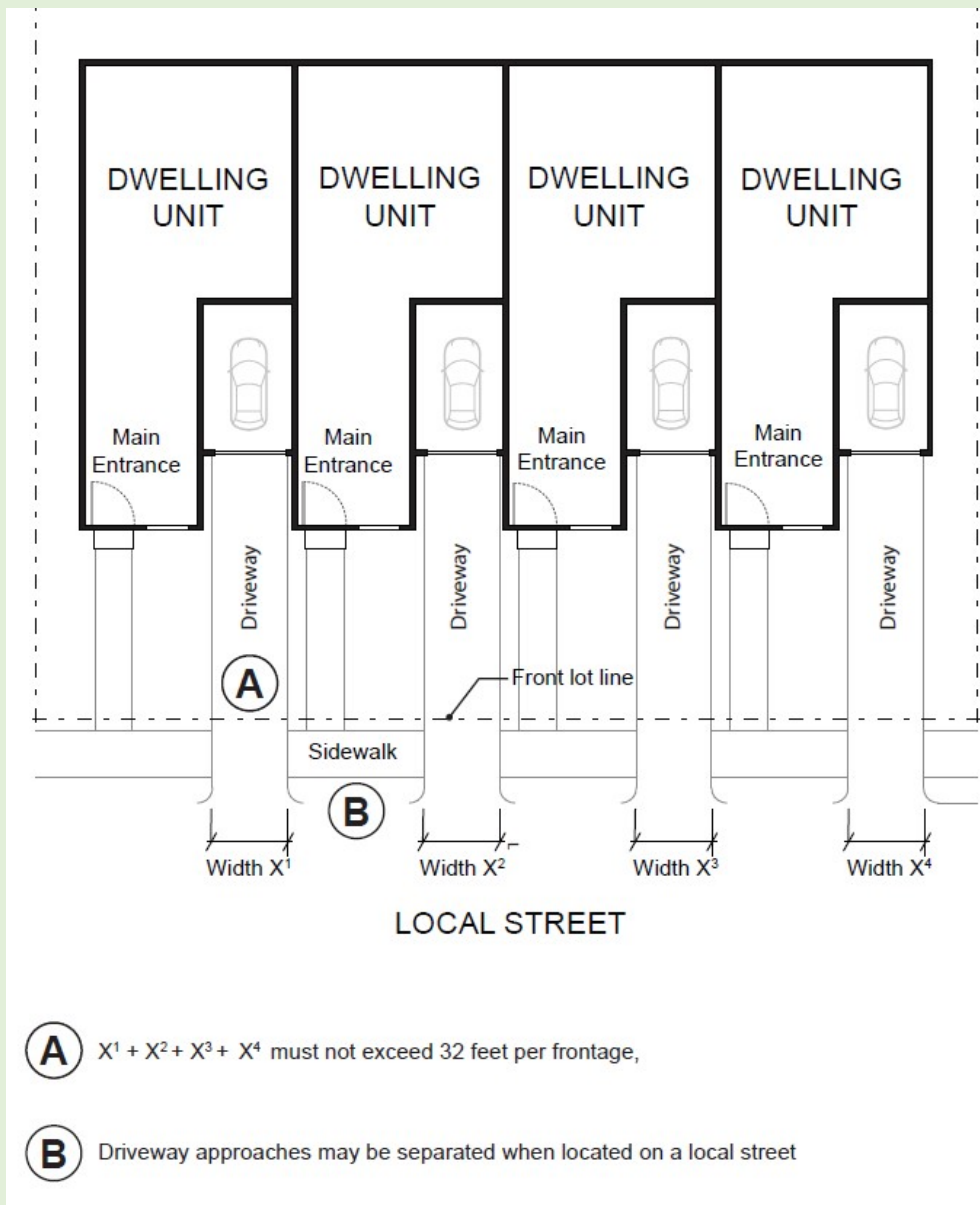 DWELLING
UNIT
DWELLING
UNIT
DWELLING
UNIT
DWELLING
UNIT
Main
Entrance
Main
Entrance
Main
Entrance
Main
Entrance
Driveway
Driveway
Driveway
Driveway
A
Front lot line
Sidewalk
B
Width X¹
Width X²
Width X³
Width X⁴
LOCAL STREET
A X¹ + X² + X³ + X⁴ must not exceed 32 feet per frontage,
B Driveway approaches may be separated when located on a local street